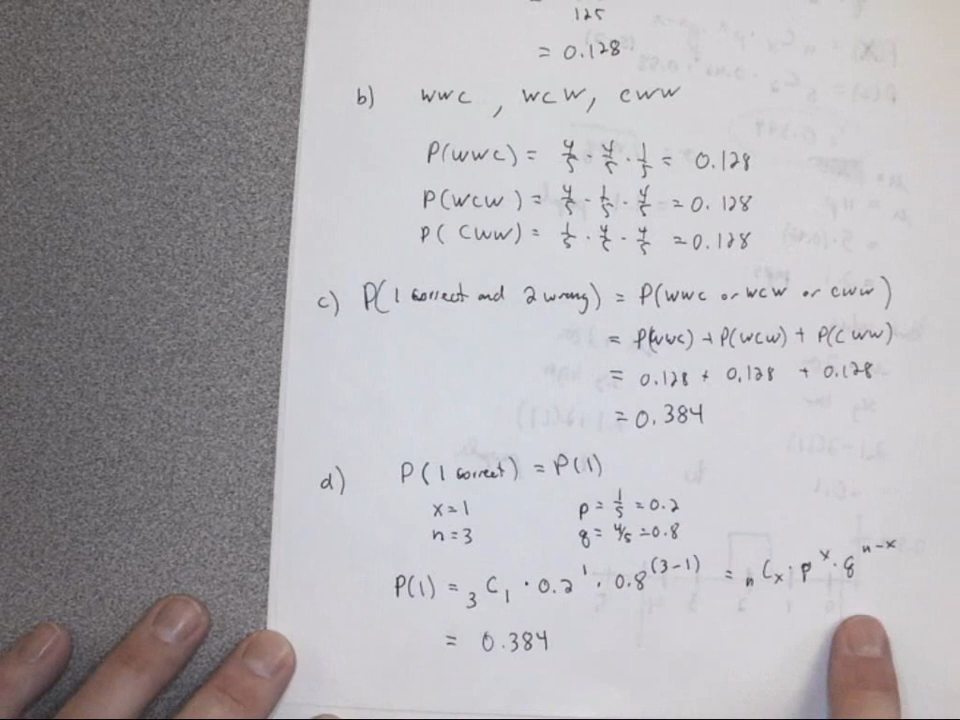 125
= 0.128
b) WWC, WCW, CWW
P(WWC) = 4/5 · 4/5 · 1/5 = 0.128
P(WCW) = 4/5 · 1/5 · 4/5 = 0.128
P(CWW) = 1/5 · 4/5 · 4/5 = 0.128
c) P(1 correct and 2 wrong) = P(WWC or WCW or CWW)
= P(WWC) + P(WCW) + P(CWW)
= 0.128 + 0.128 + 0.128
= 0.384
d) P(1 correct) = P(1)
x=1 p = 1/5 = 0.2
n=3 q = 4/5 = 0.8
P(1) = ₃C₁ · 0.2¹ · 0.8⁽³⁻¹⁾ = ₙCₓ · pˣ · qⁿ⁻ˣ
= 0.384